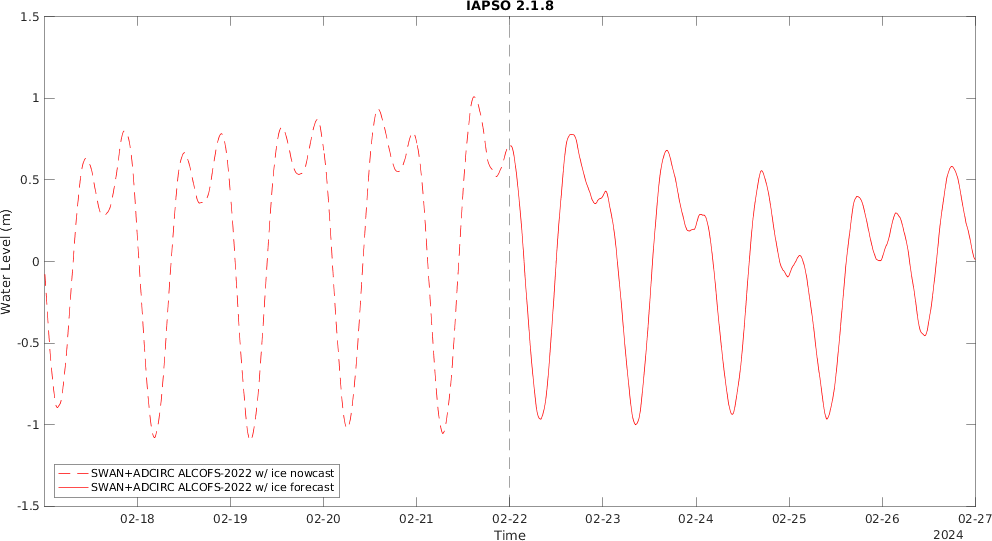 IAPSO 2.1.8
1.5
1
0.5
0
-0.5
-1
-1.5
Water Level (m)
SWAN+ADCIRC ALCOFS-2022 w/ ice nowcast
SWAN+ADCIRC ALCOFS-2022 w/ ice forecast
02-18 02-19 02-20 02-21 02-22 02-23 02-24 02-25 02-26 02-27
Time
2024